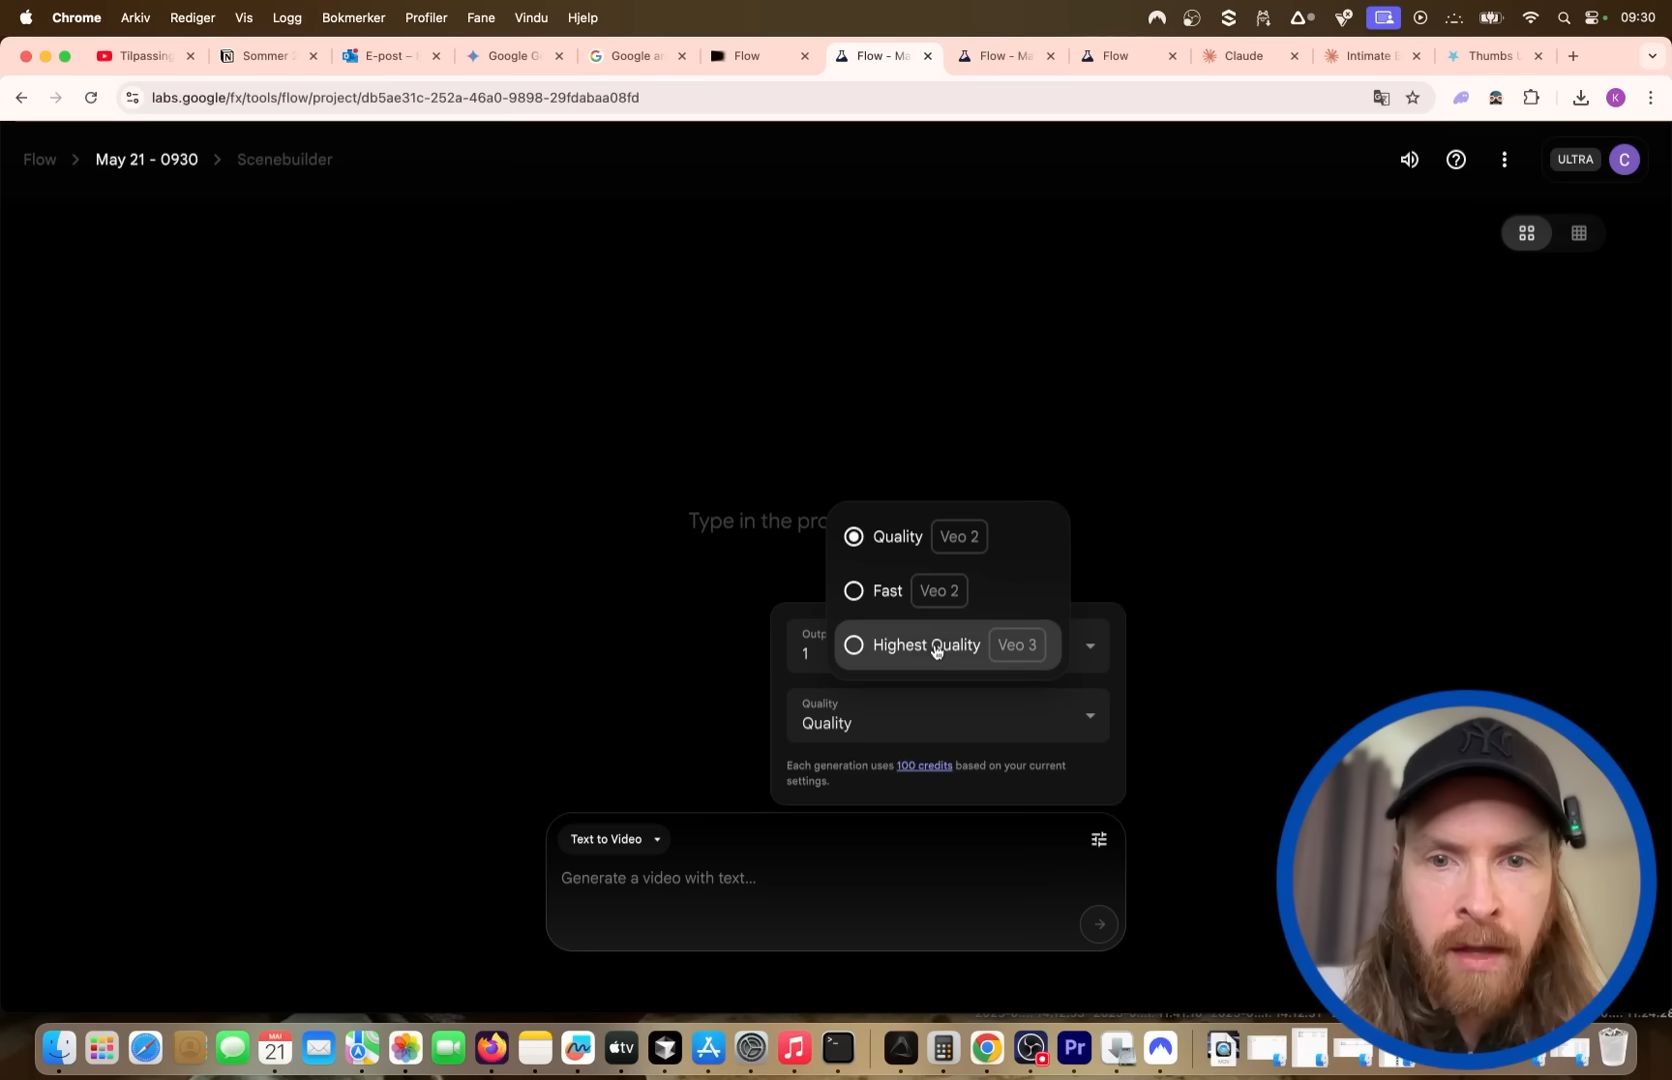 Chrome Arkiv Rediger Vis Logg Bokmerker Profiler Fane Vindu Hjelp 09:30
Tilpassing Sommer 2 E-post – Google G Google ar Flow Flow - Ma Flow - Ma Flow Claude Intimate E Thumbs U
labs.google/fx/tools/flow/project/db5ae31c-252a-46a0-9898-29fdabaa08fd K
Flow > May 21 - 0930 > Scenebuilder ULTRA C
Type in the pro
Quality Veo 2
Fast Veo 2
Highest Quality Veo 3
Outp
1
Quality
Quality
Each generation uses 100 credits based on your current
settings.
Text to Video
Generate a video with text...
MAI
21
tv
Pr